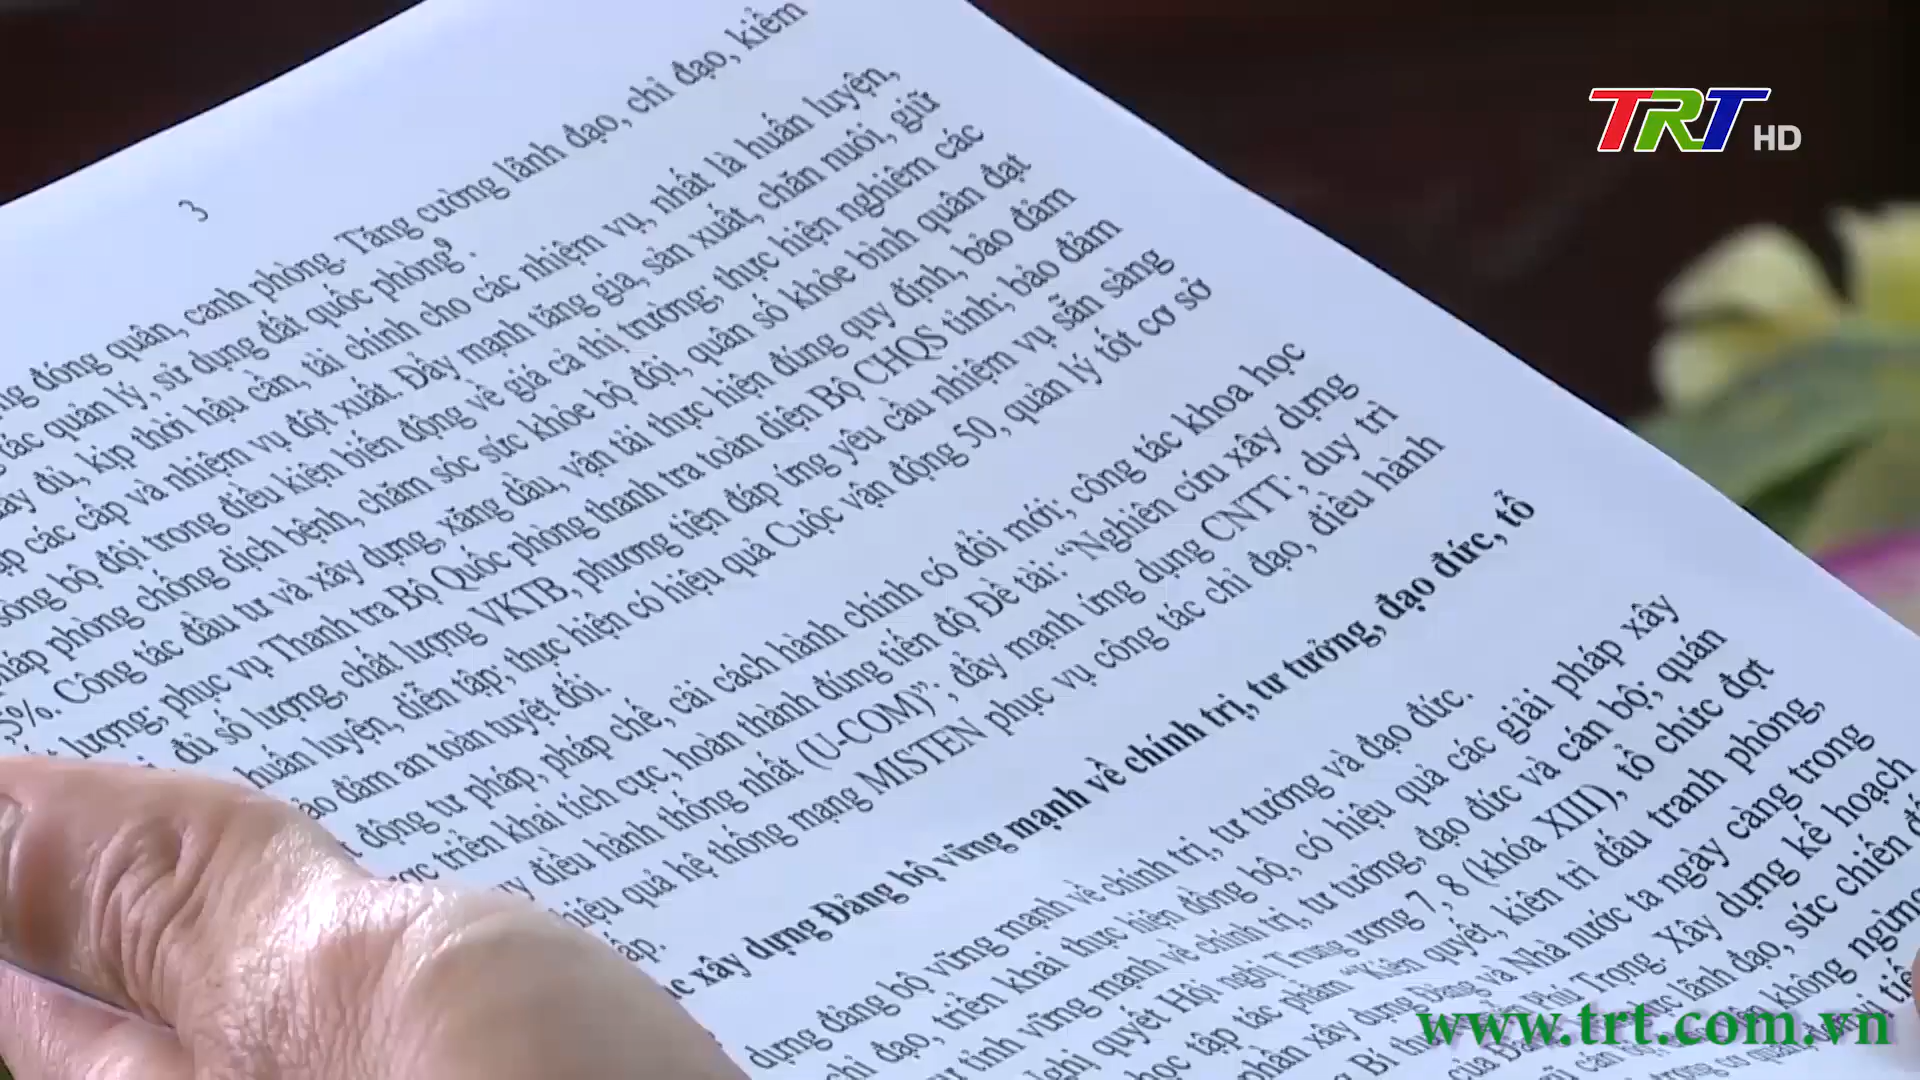 TRT HD
3
đóng quân, canh phòng. Tăng cường lãnh đạo, chỉ đạo, kiểm
tác quản lý, sử dụng đất quốc phòng9.
đủ, kịp thời hậu cần, tài chính cho các nhiệm vụ, nhất là huấn luyện,
các cấp và nhiệm vụ đột xuất. Đẩy mạnh tăng gia, sản xuất, chăn nuôi, giữ
sống bộ đội trong điều kiện biến động về giá cả thị trường; thực hiện nghiêm các
pháp phòng chống dịch bệnh, chăm sóc sức khỏe bộ đội, quân số khỏe bình quân đạt
5%. Công tác đầu tư và xây dựng, xăng dầu, vận tải thực hiện đúng quy định, bảo đảm
lượng; phục vụ Thanh tra Bộ Quốc phòng thanh tra toàn diện Bộ CHQS tỉnh; bảo đảm
đủ số lượng, chất lượng VKTB, phương tiện đáp ứng yêu cầu nhiệm vụ sẵn sàng
huấn luyện, diễn tập; thực hiện có hiệu quả Cuộc vận động 50, quản lý tốt cơ sở
đảm an toàn tuyệt đối.
động tư pháp, pháp chế, cải cách hành chính có đổi mới; công tác khoa học
triển khai tích cực, hoàn thành đúng tiến độ Đề tài: “Nghiên cứu xây dựng
điều hành thống nhất (U-COM)”; đẩy mạnh ứng dụng CNTT; duy trì
hiệu quả hệ thống mạng MISTEN phục vụ công tác chỉ đạo, điều hành
xây dựng Đảng bộ vững mạnh về chính trị, tư tưởng, đạo đức, tổ
dựng đảng bộ vững mạnh về chính trị, tư tưởng và đạo đức.
đạo, triển khai thực hiện đồng bộ, có hiệu quả các giải pháp xây
tỉnh vững mạnh về chính trị, tư tưởng, đạo đức và cán bộ; quán
quyết Hội nghị Trung ương 7, 8 (khóa XIII), tổ chức đợt
học tập tác phẩm “Kiên quyết, kiên trì đấu tranh phòng,
phần xây dựng Đảng và Nhà nước ta ngày càng trong
Bí thư Nguyễn Phú Trọng. Xây dựng kế hoạch
lực lãnh đạo, sức chiến
không ngừng
www.trt.com.vn